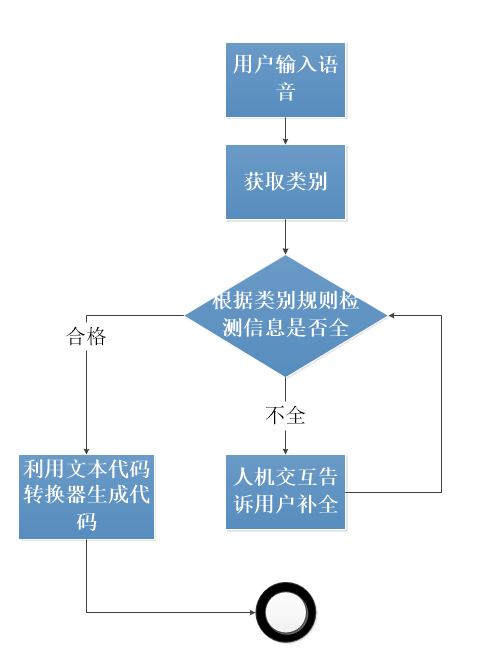 用户输入语
音
获取类别
根据类别规则检
测信息是否全
合格
不全
利用文本代码
转换器生成代
码
人机交互告
诉用户补全